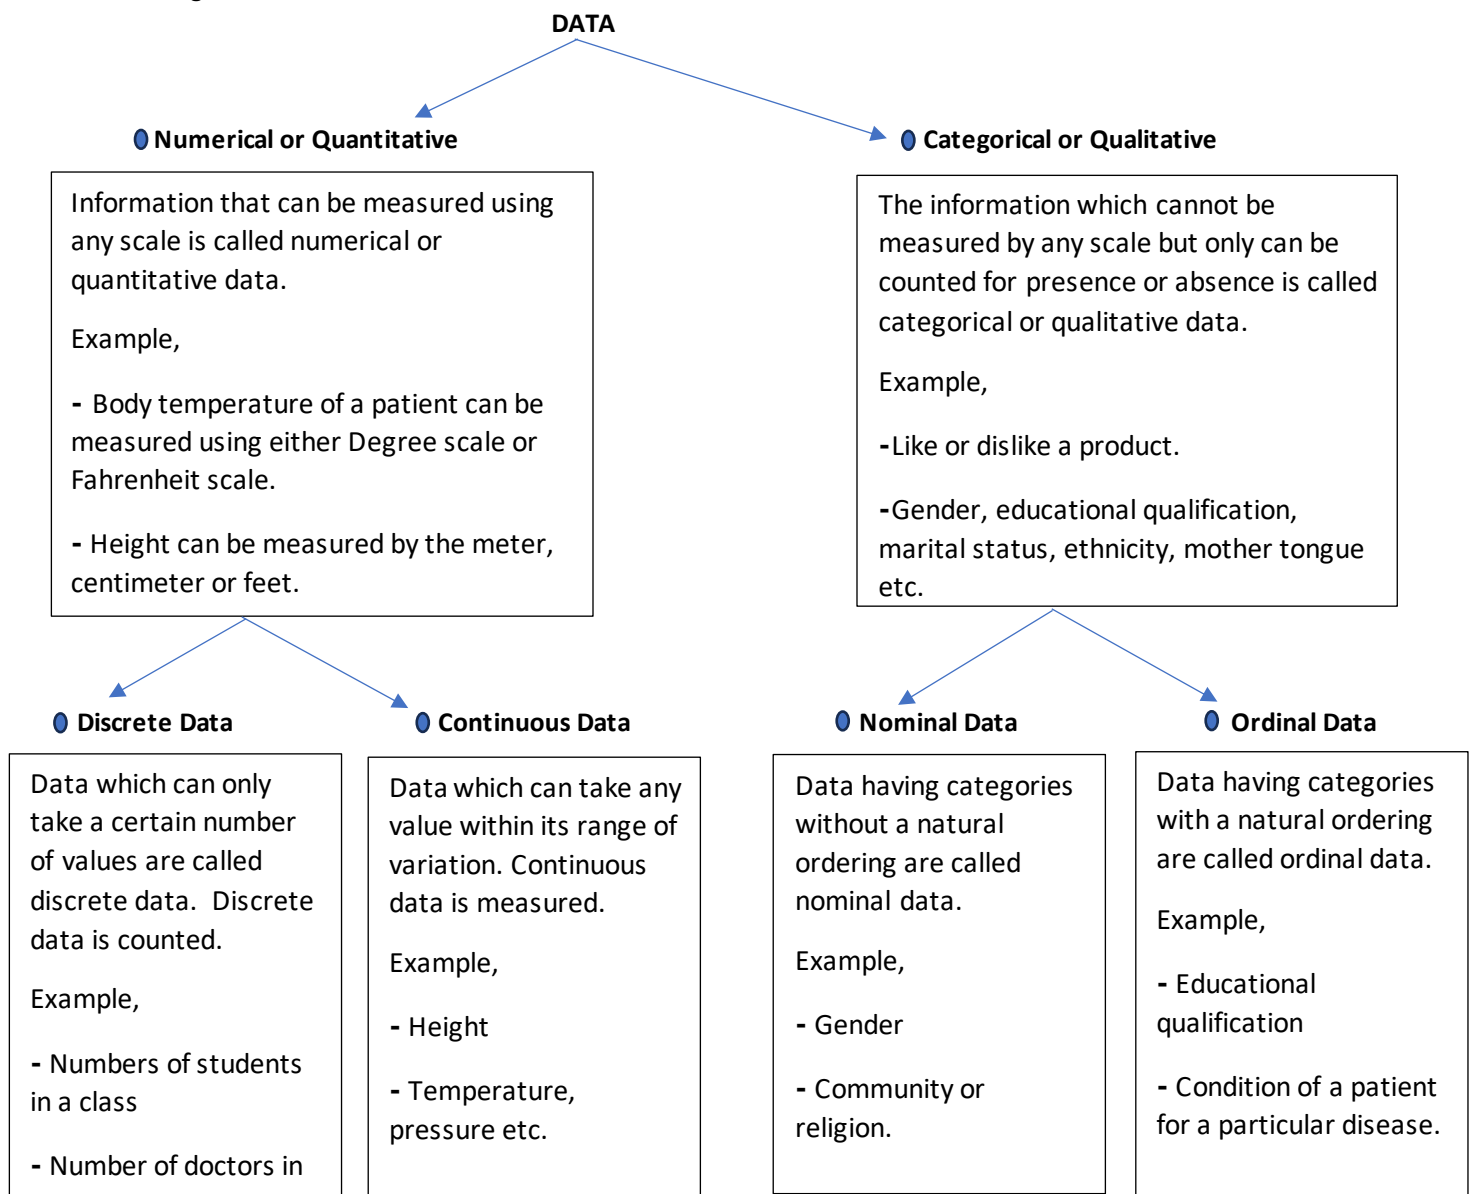 DATA
Numerical or Quantitative
Information that can be measured using
any scale is called numerical or
quantitative data.
Example,
- Body temperature of a patient can be
measured using either Degree scale or
Fahrenheit scale.
- Height can be measured by the meter,
centimeter or feet.
Categorical or Qualitative
The information which cannot be
measured by any scale but only can be
counted for presence or absence is called
categorical or qualitative data.
Example,
-Like or dislike a product.
-Gender, educational qualification,
marital status, ethnicity, mother tongue
etc.
Discrete Data
Data which can only
take a certain number
of values are called
discrete data. Discrete
data is counted.
Example,
- Numbers of students
in a class
- Number of doctors in
Continuous Data
Data which can take any
value within its range of
variation. Continuous
data is measured.
Example,
- Height
- Temperature,
pressure etc.
Nominal Data
Data having categories
without a natural
ordering are called
nominal data.
Example,
- Gender
- Community or
religion.
Ordinal Data
Data having categories
with a natural ordering
are called ordinal data.
Example,
- Educational
qualification
- Condition of a patient
for a particular disease.